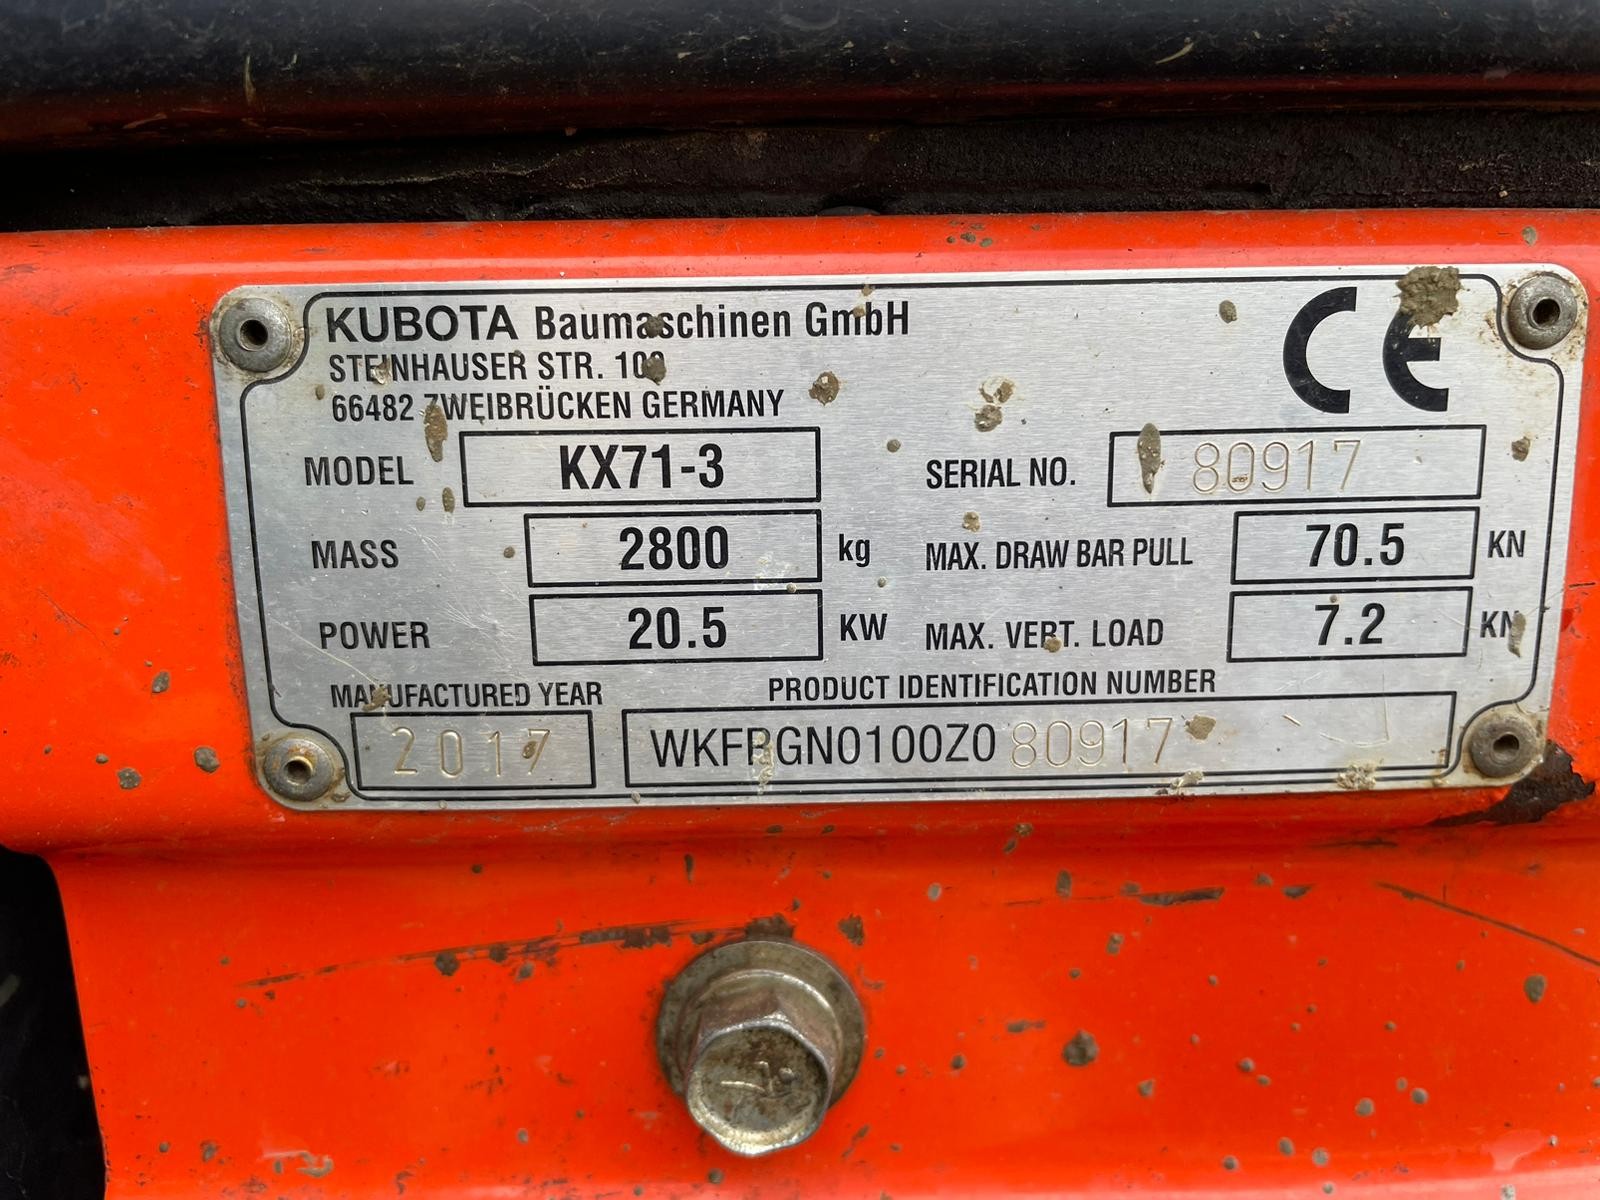 KUBOTA Baumaschinen GmbH
STEINHAUSER STR. 100
66482 ZWEIBRÜCKEN GERMANY
CE
MODEL KX71-3
SERIAL NO. 80917
MASS 2800 kg
MAX. DRAW BAR PULL 70.5 KN
POWER 20.5 KW
MAX. VERT. LOAD 7.2 KN
MANUFACTURED YEAR
2017
PRODUCT IDENTIFICATION NUMBER
WKFRGN0100Z080917